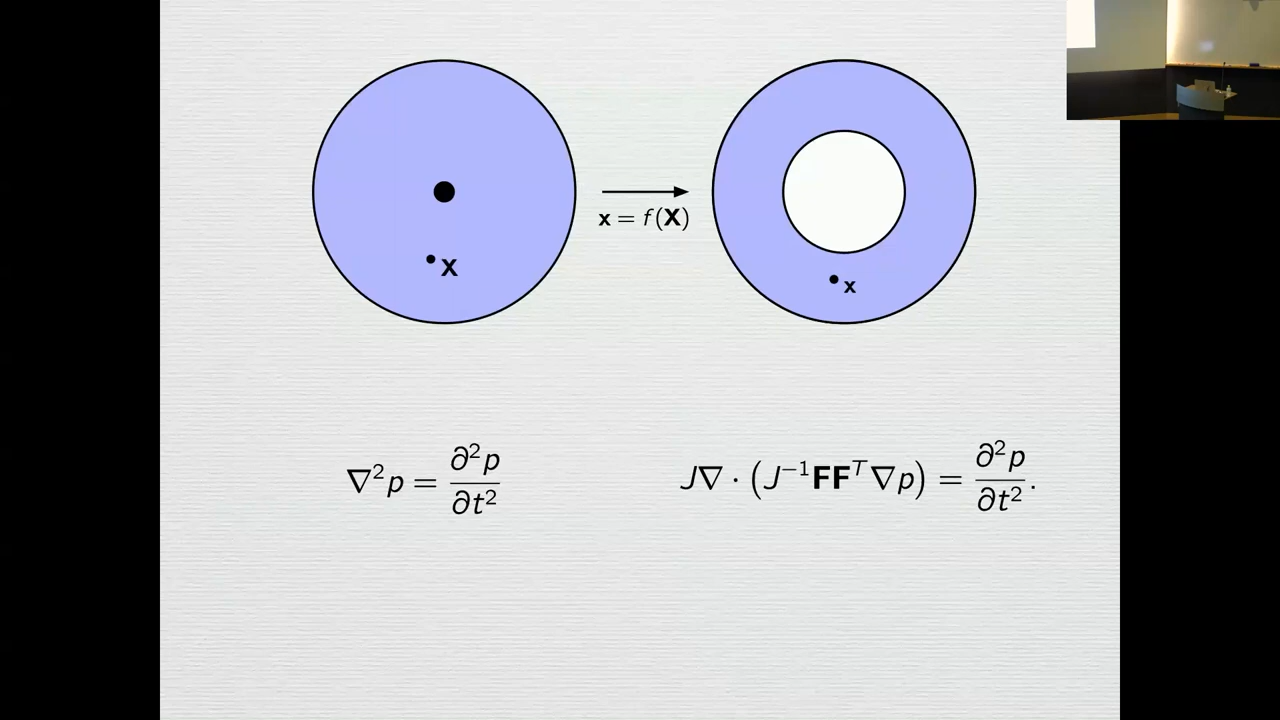 X
x = f(X)
x
∇²p = ∂²p/∂t²
J∇ · (J⁻¹FFᵀ∇p) = ∂²p/∂t².